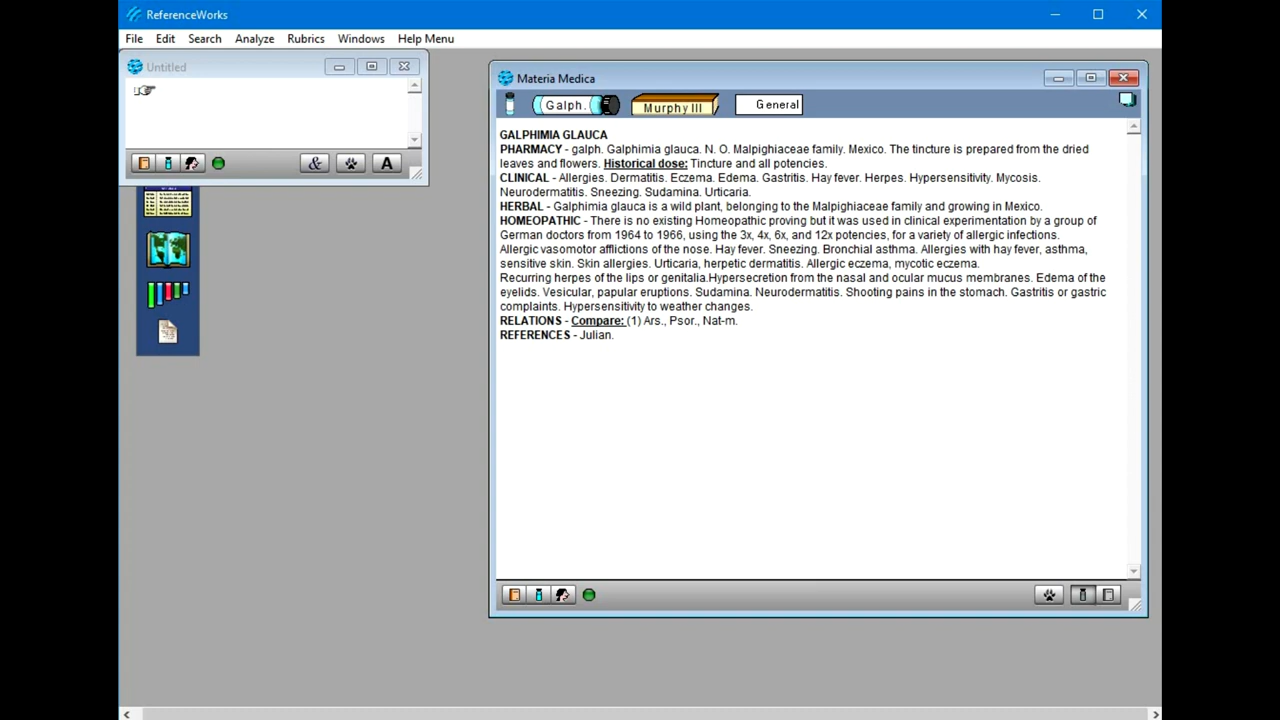 ReferenceWorks
File Edit Search Analyze Rubrics Windows Help Menu
Untitled
& A
Materia Medica
Galph. Murphy III General
GALPHIMIA GLAUCA
PHARMACY - galph. Galphimia glauca. N. O. Malpighiaceae family. Mexico. The tincture is prepared from the dried
leaves and flowers. Historical dose: Tincture and all potencies.
CLINICAL - Allergies. Dermatitis. Eczema. Edema. Gastritis. Hay fever. Herpes. Hypersensitivity. Mycosis.
Neurodermatitis. Sneezing. Sudamina. Urticaria.
HERBAL - Galphimia glauca is a wild plant, belonging to the Malpighiaceae family and growing in Mexico.
HOMEOPATHIC - There is no existing Homeopathic proving but it was used in clinical experimentation by a group of
German doctors from 1964 to 1966, using the 3x, 4x, 6x, and 12x potencies, for a variety of allergic infections.
Allergic vasomotor afflictions of the nose. Hay fever. Sneezing. Bronchial asthma. Allergies with hay fever, asthma,
sensitive skin. Skin allergies. Urticaria, herpetic dermatitis. Allergic eczema, mycotic eczema.
Recurring herpes of the lips or genitalia.Hypersecretion from the nasal and ocular mucus membranes. Edema of the
eyelids. Vesicular, papular eruptions. Sudamina. Neurodermatitis. Shooting pains in the stomach. Gastritis or gastric
complaints. Hypersensitivity to weather changes.
RELATIONS - Compare: (1) Ars., Psor., Nat-m.
REFERENCES - Julian.